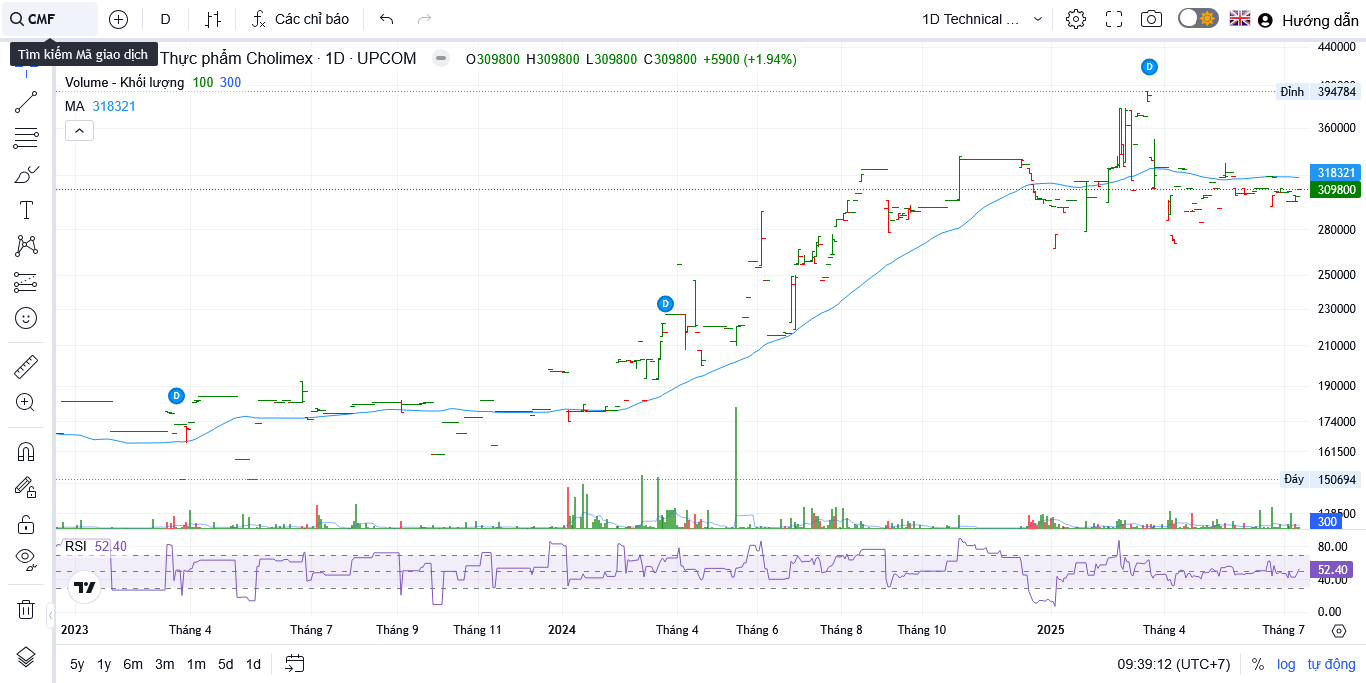 CMF
D
Các chỉ báo
1D Technical ...
Hướng dẫn
Tìm kiếm Mã giao dịch
Thực phẩm Cholimex · 1D · UPCOM
O309800 H309800 L309800 C309800 +5900 (+1.94%)
Volume - Khối lượng 100 300
MA 318321
440000
Đỉnh 394784
360000
318321
309800
280000
250000
230000
210000
190000
174000
161500
Đáy 150694
128500
300
D
D
D
RSI 52.40
80.00
52.40
40.00
0.00
2023 Tháng 4 Tháng 7 Tháng 9 Tháng 11 2024 Tháng 4 Tháng 6 Tháng 8 Tháng 10 2025 Tháng 4 Tháng 7
5y 1y 6m 3m 1m 5d 1d
09:39:12 (UTC+7) % log tự động